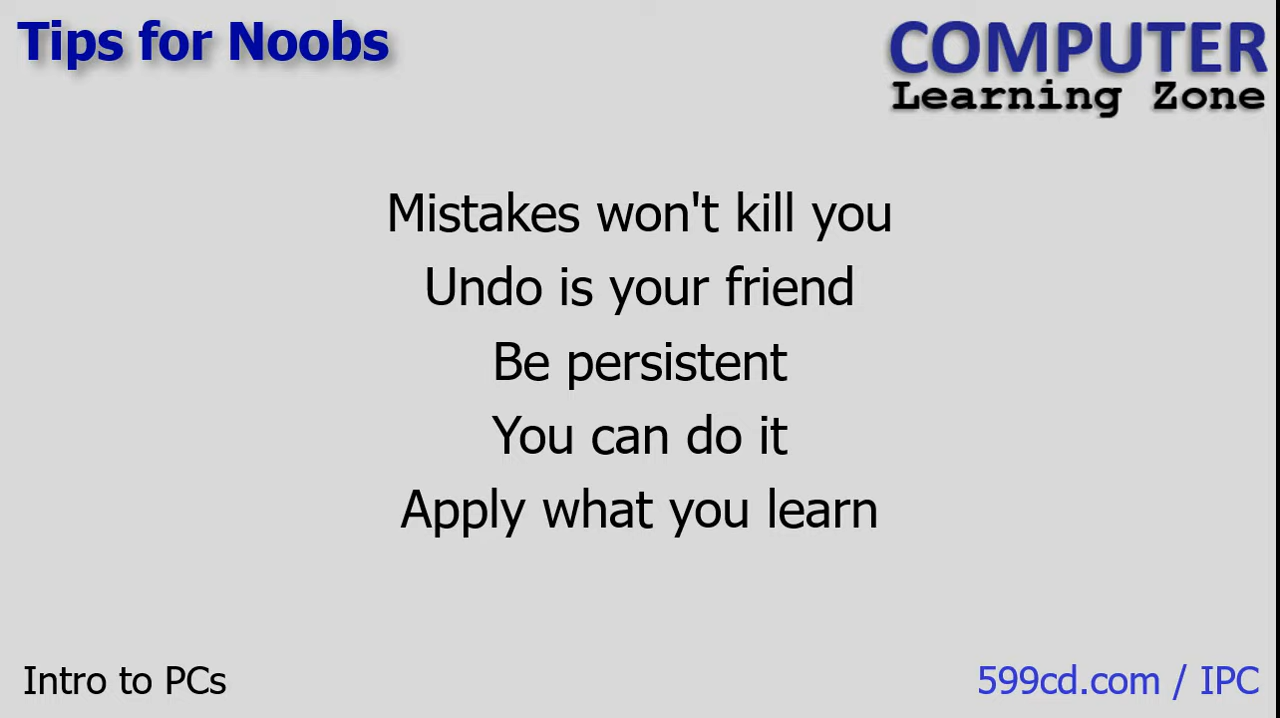 Tips for Noobs
COMPUTER
Learning Zone
Mistakes won't kill you
Undo is your friend
Be persistent
You can do it
Apply what you learn
Intro to PCs
599cd.com / IPC